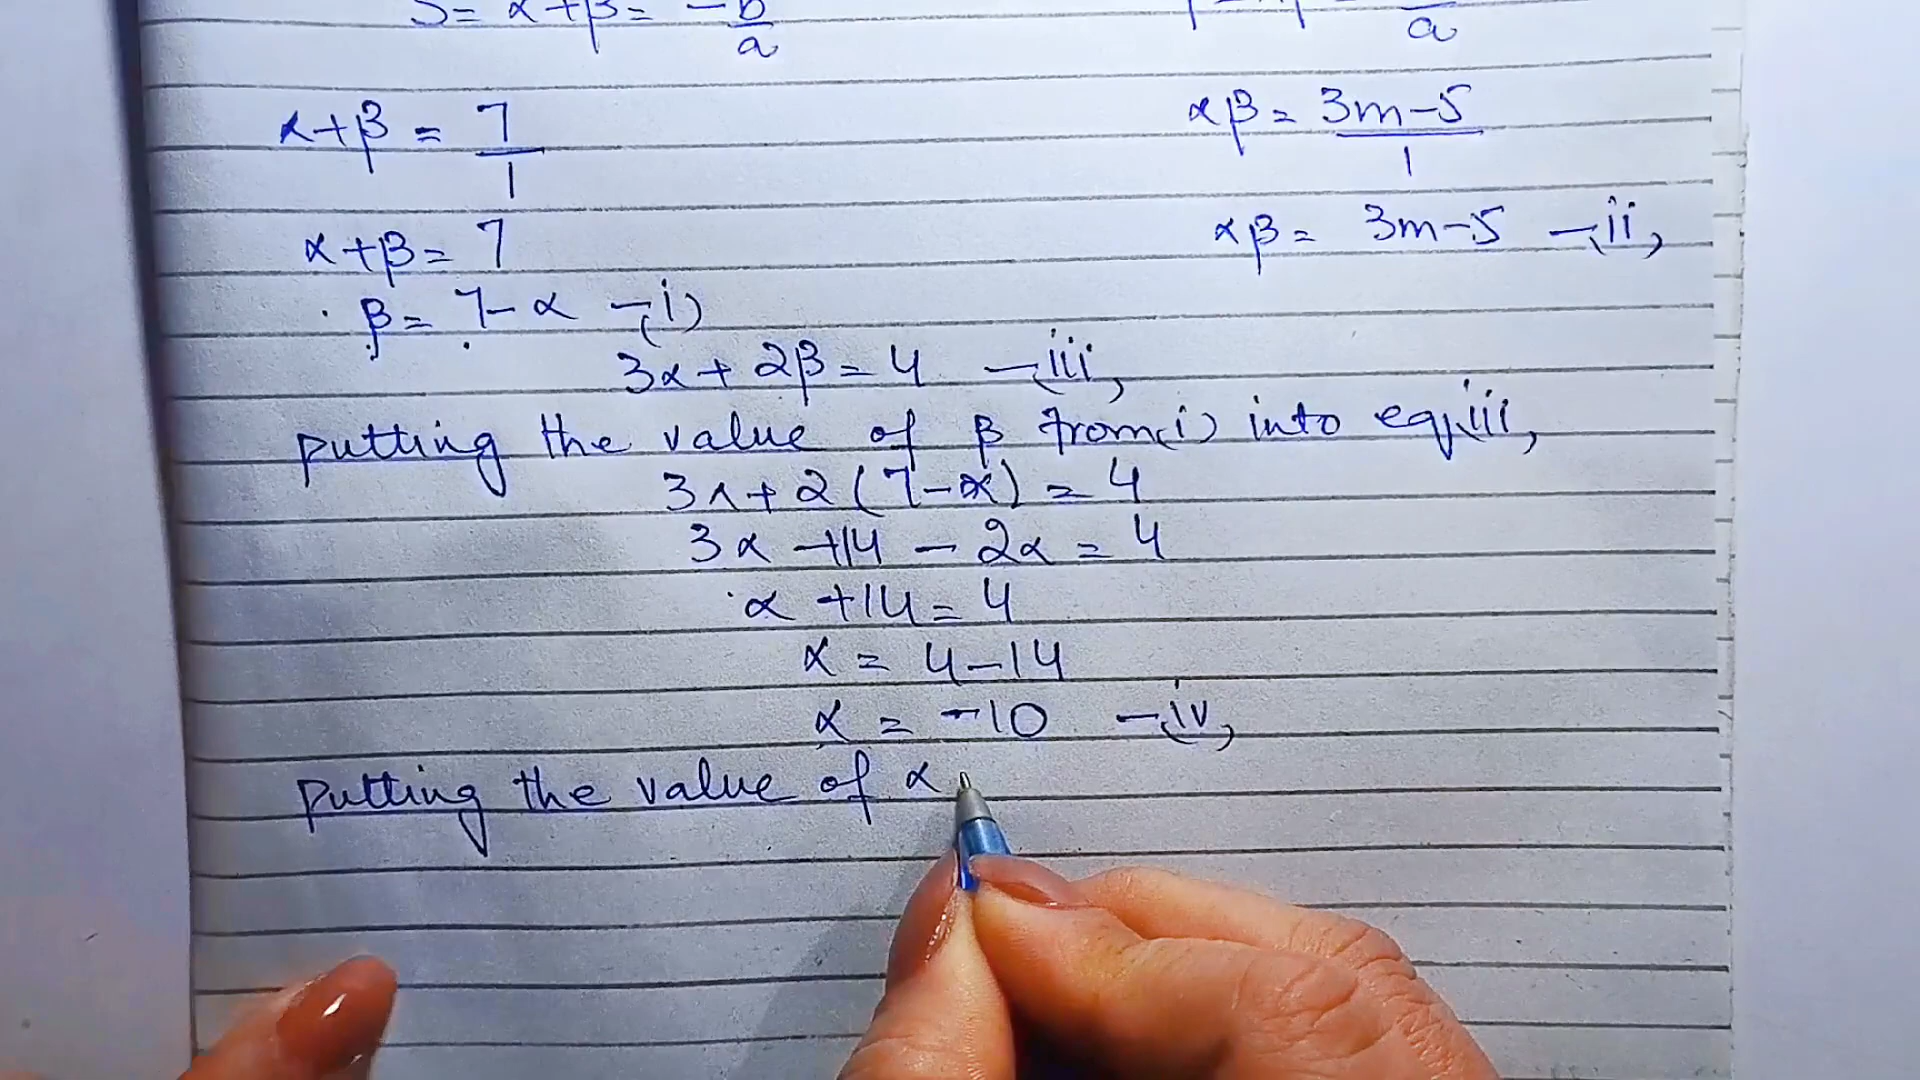 S = α+β = -b/a
a
α+β = 7/1
αβ = 3m-5/1
α+β = 7
αβ = 3m-5 -(ii)
β = 7-α -(i)
3α + 2β = 4 -(iii)
putting the value of β from (i) into eq.(iii)
3α + 2(7-α) = 4
3α +14 - 2α = 4
α +14 = 4
α = 4-14
α = -10 -(iv)
putting the value of α